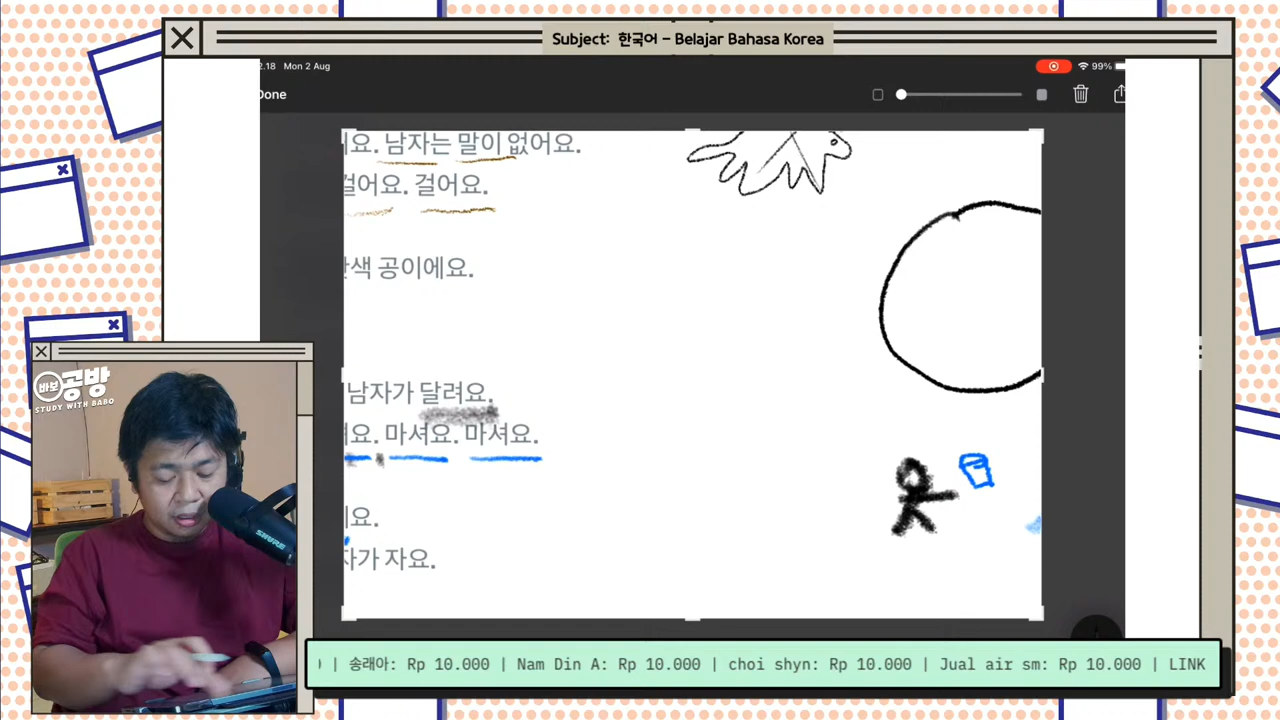 Subject: 한국어 – Belajar Bahasa Korea
2.18 Mon 2 Aug
99%
Done
요. 남자는 말이 없어요.
걸어요. 걸어요.
색 공이에요.
남자가 달려요.
요. 마셔요. 마셔요.
요.
자가 자요.
바보
공방
STUDY WITH BABO
SHURE
| 송래아: Rp 10.000 | Nam Din A: Rp 10.000 | choi shyn: Rp 10.000 | Jual air sm: Rp 10.000 | LINK